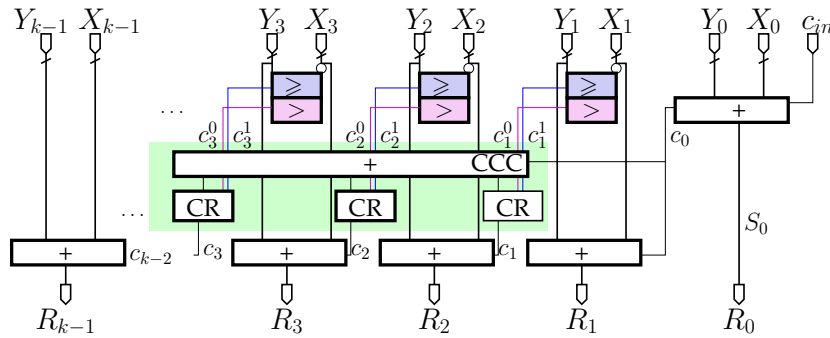 Y_{k−1} X_{k−1} Y_3 X_3 Y_2 X_2 Y_1 X_1 Y_0 X_0 c_{in}
⩾ ⩾ ⩾
... > > > +
c_3^0 c_3^1 c_2^0 c_2^1 c_1^0 c_1^1 c_0
+ CCC
CR CR CR
...
S_0
+ c_{k−2} c_3 + c_2 + c_1 +
R_{k−1} R_3 R_2 R_1 R_0